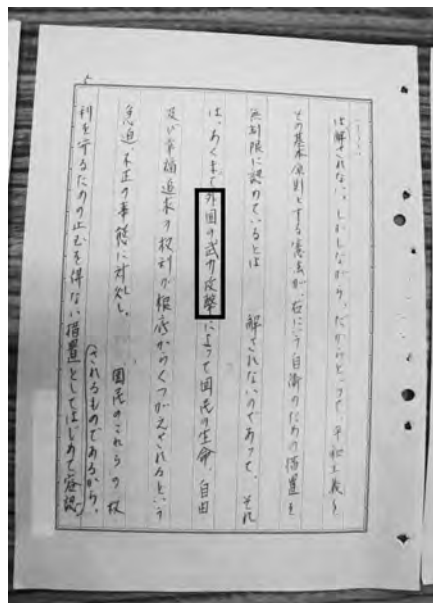 は解されない。しかしながら、だからといって、平和主義を
その基本原則とする憲法が、右にいう自衛のための措置を
無制限に認めているとは解されないのであって、それ
は、あくまで外国の武力攻撃によって国民の生命、自由
及び幸福追求の権利が根底からくつがえされるという
急迫、不正の事態に対処し、国民のこれらの权
利を守るための止むを得ない措置としてはじめて容認
されるものであるから、